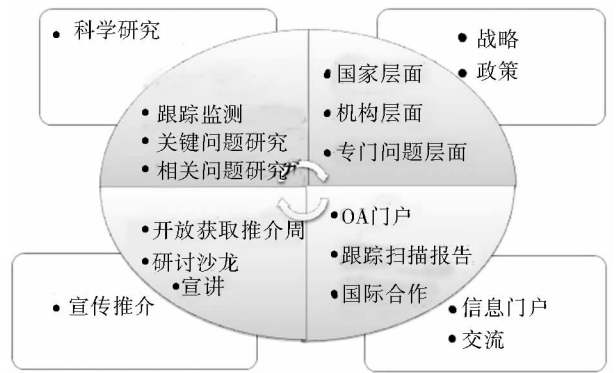 • 科学研究
• 跟踪监测
• 关键问题研究
• 相关问题研究
• 战略
• 政策
• 国家层面
• 机构层面
• 专门问题层面
• 开放获取推介周
• 研讨沙龙
• 宣讲
• 宣传推介
• OA门户
• 跟踪扫描报告
• 国际合作
• 信息门户
• 交流